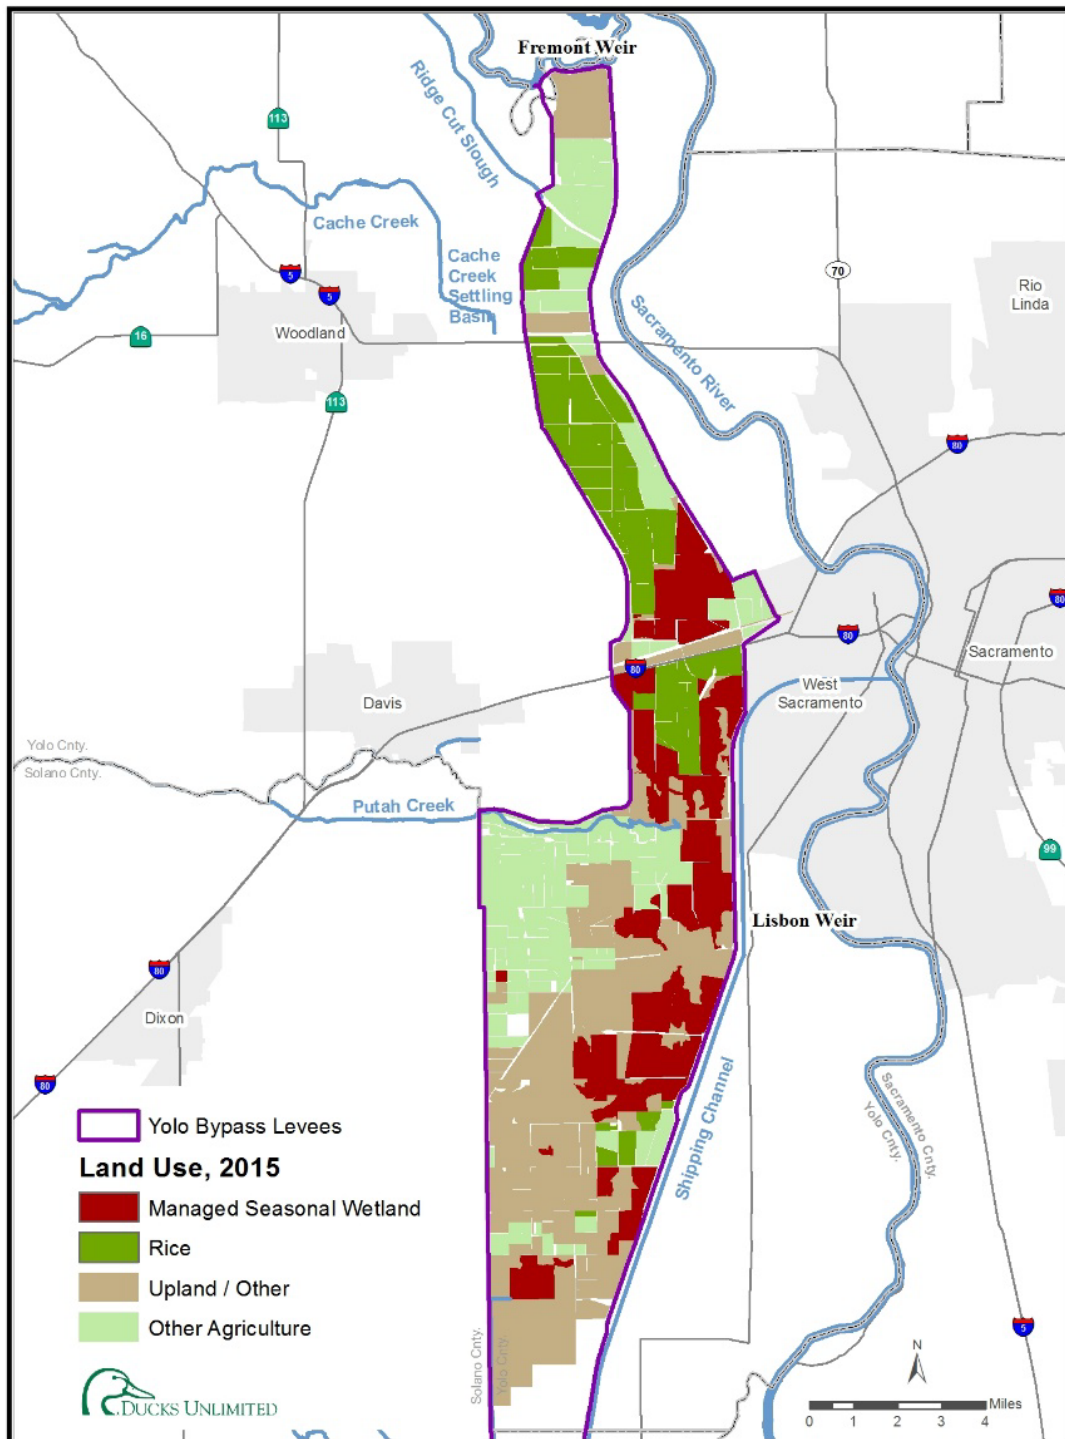 Fremont Weir
Ridge Cut Slough
113
Cache Creek
Cache
Creek
Settling
Basin
5
5
70
Rio
Linda
16
Woodland
Sacramento River
113
80
80
80
80
Sacramento
West
Sacramento
Davis
Yolo Cnty.
Solano Cnty.
Putah Creek
99
Lisbon Weir
80
Dixon
80
Shipping Channel
Sacramento Cnty.
Yolo Cnty.
Yolo Bypass Levees
Land Use, 2015
Managed Seasonal Wetland
Rice
Upland / Other
Other Agriculture
Solano Cnty.
Yolo Cnty.
5
N
Miles
0 1 2 3 4
DUCKS UNLIMITED